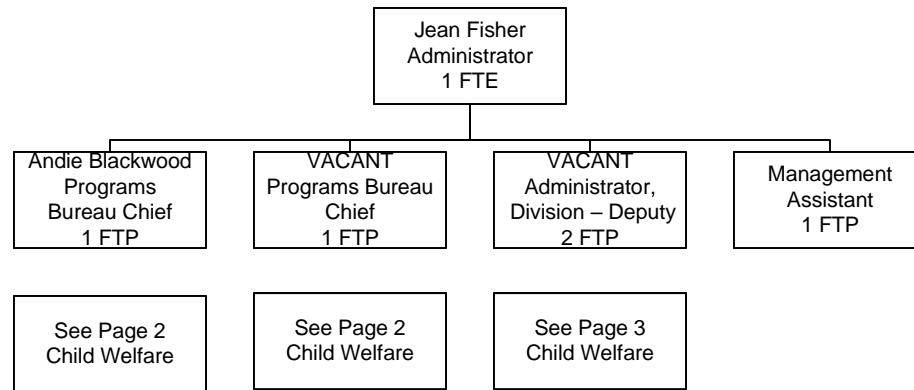 Jean Fisher
Administrator
1 FTE
Andie Blackwood
Programs
Bureau Chief
1 FTP
VACANT
Programs Bureau
Chief
1 FTP
VACANT
Administrator,
Division – Deputy
2 FTP
Management
Assistant
1 FTP
See Page 2
Child Welfare
See Page 2
Child Welfare
See Page 3
Child Welfare